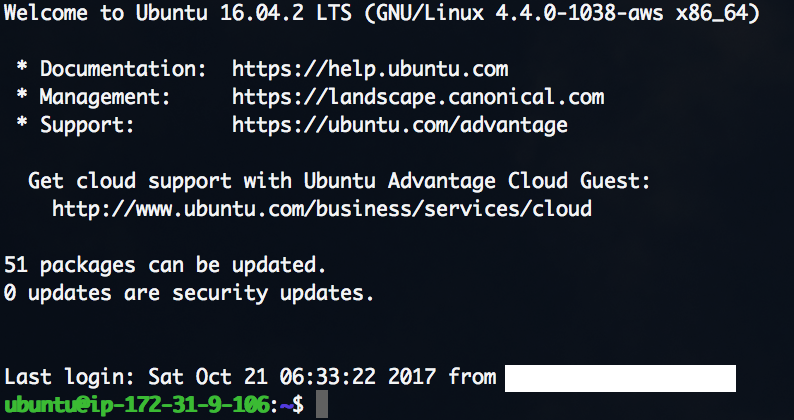 Welcome to Ubuntu 16.04.2 LTS (GNU/Linux 4.4.0-1038-aws x86_64)
* Documentation: https://help.ubuntu.com
* Management: https://landscape.canonical.com
* Support: https://ubuntu.com/advantage
Get cloud support with Ubuntu Advantage Cloud Guest:
http://www.ubuntu.com/business/services/cloud
51 packages can be updated.
0 updates are security updates.
Last login: Sat Oct 21 06:33:22 2017 from
ubuntu@ip-172-31-9-106:~$